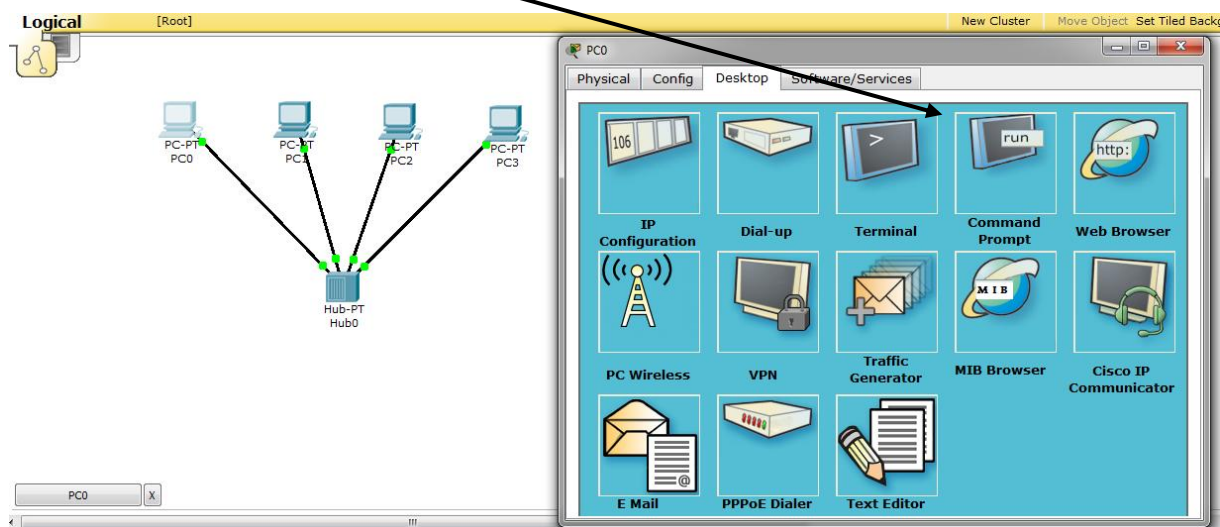 Logical
[Root]
New Cluster
Move Object
Set Tiled Backg
PC0
Physical
Config
Desktop
Software/Services
PC-PT
PC0
PC-PT
PC1
PC-PT
PC2
PC-PT
PC3
Hub-PT
Hub0
106
>
run
http:
IP
Configuration
Dial-up
Terminal
Command
Prompt
Web Browser
MIB
?
PC Wireless
VPN
Traffic
Generator
MIB Browser
Cisco IP
Communicator
@
E Mail
PPPoE Dialer
Text Editor
PC0
X